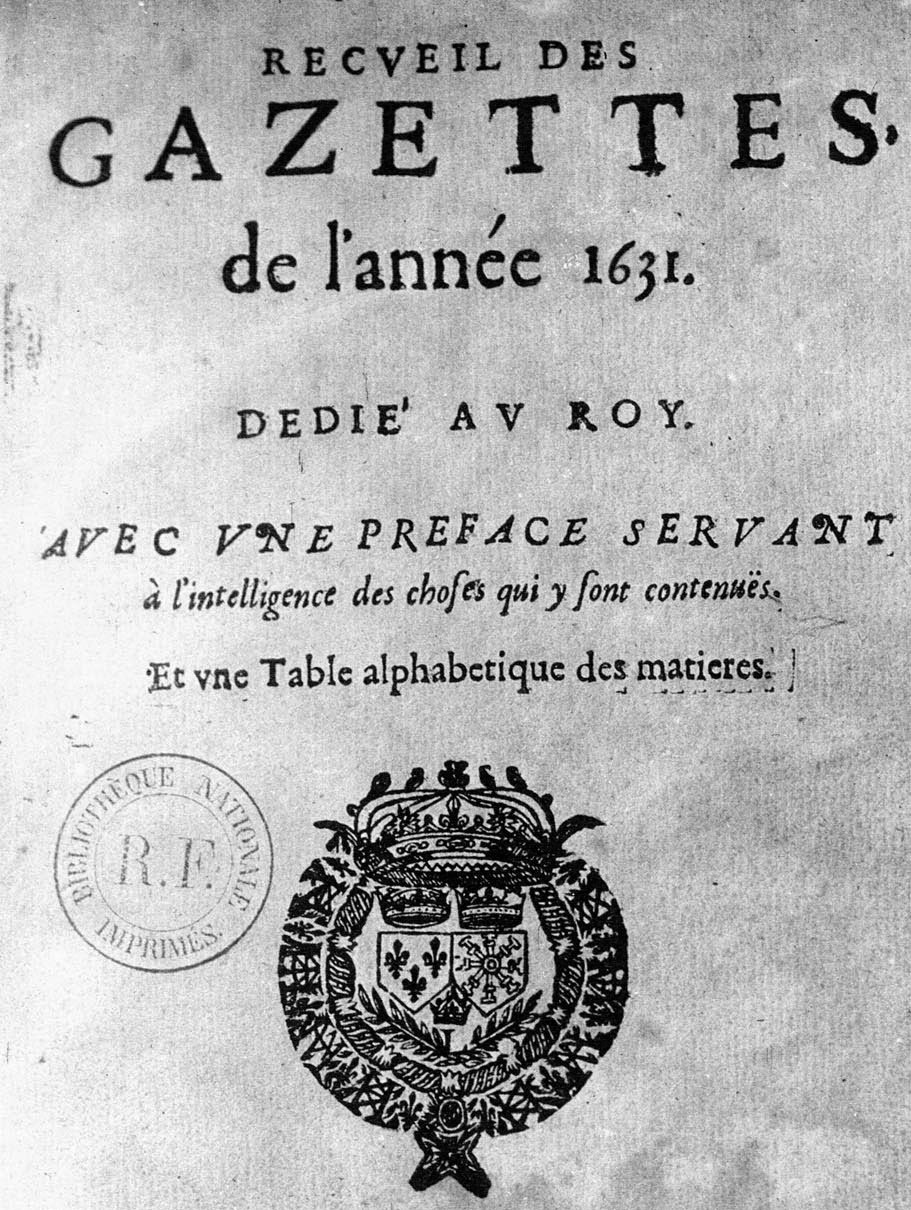 RECVEIL DES
GAZETTES.
de l'année 1631.
DEDIE' AV ROY.
AVEC VNE PREFACE SERVANT
à l'intelligence des choſes qui y ſont contenuës.
Et vne Table alphabetique des matieres.
BIBLIOTHÈQUE NATIONALE
R.F.
IMPRIMÉS.